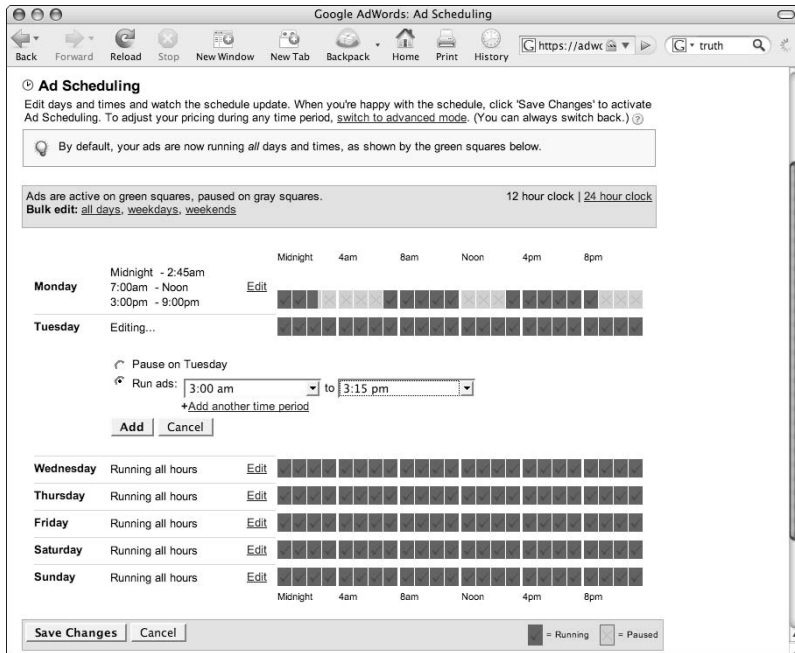 Google AdWords: Ad Scheduling
Back Forward Reload Stop New Window New Tab Backpack Home Print History
G https://adwc G truth
Ad Scheduling
Edit days and times and watch the schedule update. When you're happy with the schedule, click 'Save Changes' to activate
Ad Scheduling. To adjust your pricing during any time period, switch to advanced mode. (You can always switch back.) ?
By default, your ads are now running all days and times, as shown by the green squares below.
Ads are active on green squares, paused on gray squares. 12 hour clock | 24 hour clock
Bulk edit: all days, weekdays, weekends
Midnight 4am 8am Noon 4pm 8pm
Midnight - 2:45am
Monday 7:00am - Noon Edit
3:00pm - 9:00pm
Tuesday Editing...
Pause on Tuesday
Run ads: 3:00 am to 3:15 pm
+Add another time period
Add Cancel
Wednesday Running all hours Edit
Thursday Running all hours Edit
Friday Running all hours Edit
Saturday Running all hours Edit
Sunday Running all hours Edit
Midnight 4am 8am Noon 4pm 8pm
Save Changes Cancel = Running = Paused